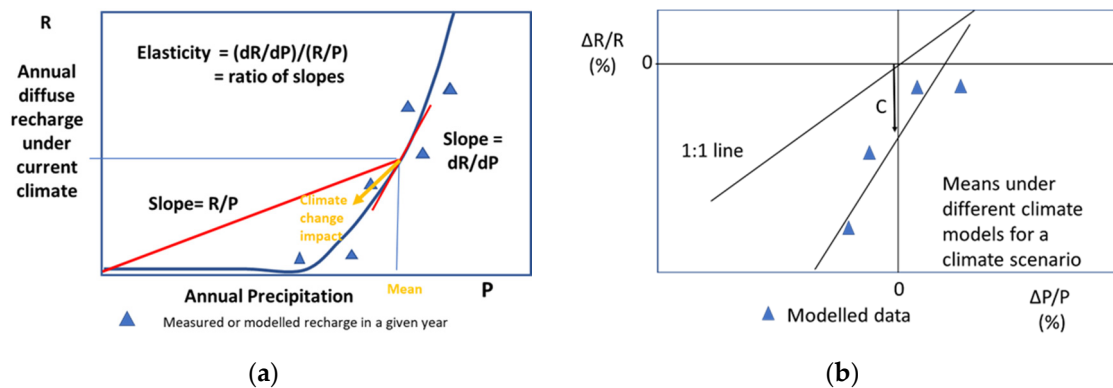 R
Annual
diffuse
recharge
under
current
climate
Elasticity = (dR/dP)/(R/P)
= ratio of slopes
Slope =
dR/dP
Slope= R/P
Climate
change
impact
Annual Precipitation
Mean
P
Measured or modelled recharge in a given year
(a)
ΔR/R
(%)
0
C
1:1 line
Means under
different climate
models for a
climate scenario
0
ΔP/P
(%)
Modelled data
(b)